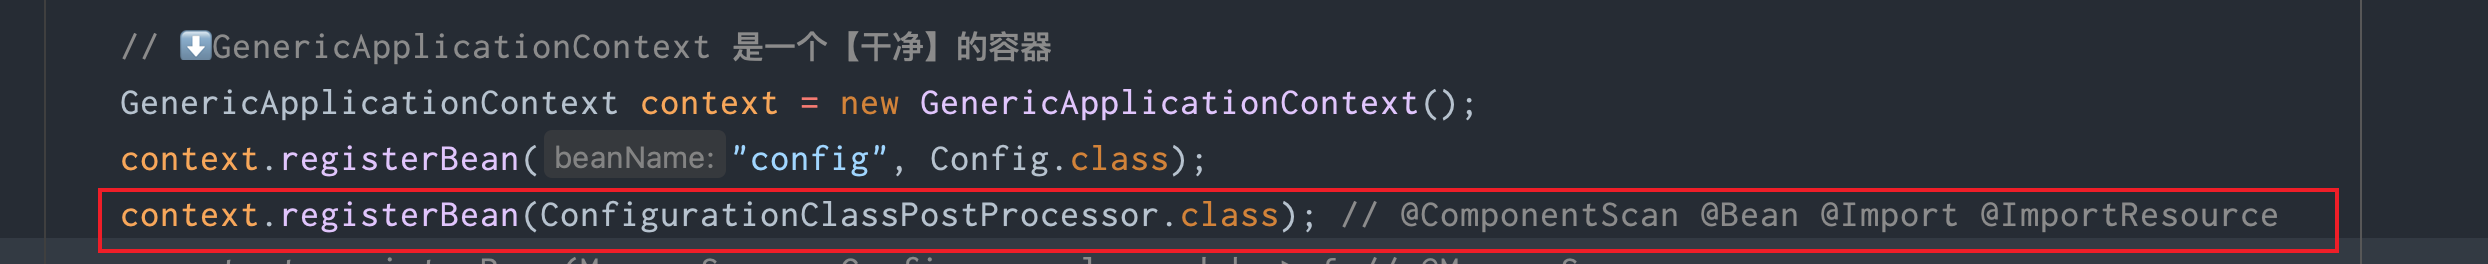 // ⬇️GenericApplicationContext 是一个【干净】的容器
GenericApplicationContext context = new GenericApplicationContext();
context.registerBean( beanName: "config", Config.class);
context.registerBean(ConfigurationClassPostProcessor.class); // @ComponentScan @Bean @Import @ImportResource